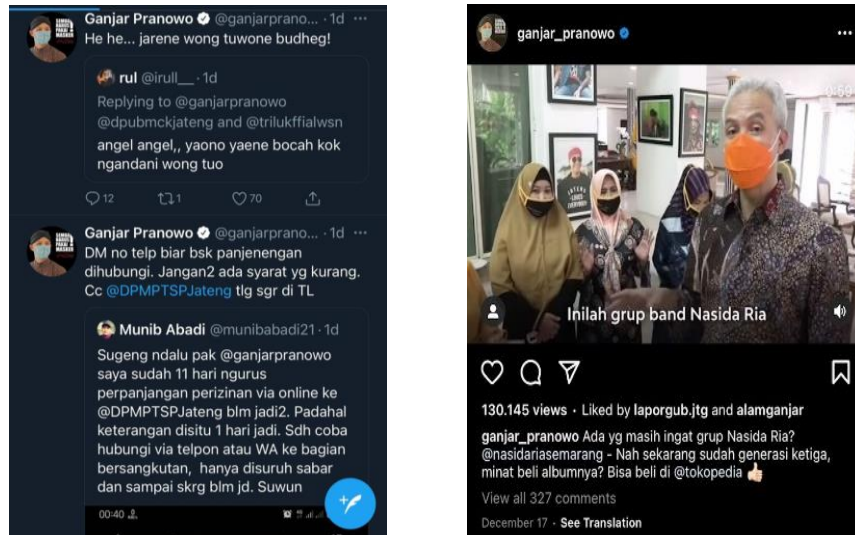 Ganjar Pranowo @ganjarprano... · 1d
He he... jarene wong tuwone budheg!
rul @irull__ · 1d
Replying to @ganjarpranowo
@dpubmckjateng and @trilukffialwsn
angel angel,, yaono yaene bocah kok
ngandani wong tuo
12 1 70
Ganjar Pranowo @ganjarprano... · 1d
DM no telp biar bsk panjenengan
dihubungi. Jangan2 ada syarat yg kurang.
Cc @DPMPTSPJateng tlg sgr di TL
Munib Abadi @munibabadi21 · 1d
Sugeng ndalu pak @ganjarpranowo
saya sudah 11 hari ngurus
perpanjangan perizinan via online ke
@DPMPTSPJateng blm jadi2. Padahal
keterangan disitu 1 hari jadi. Sdh coba
hubungi via telpon atau WA ke bagian
bersangkutan, hanya disuruh sabar
dan sampai skrg blm jd. Suwun
00:40
ganjar_pranowo
0:59
Inilah grup band Nasida Ria
130.145 views · Liked by laporgub.jtg and alamganjar
ganjar_pranowo Ada yg masih ingat grup Nasida Ria?
@nasidariasemarang - Nah sekarang sudah generasi ketiga,
minat beli albumnya? Bisa beli di @tokopedia 👍🏻
View all 327 comments
December 17 · See Translation